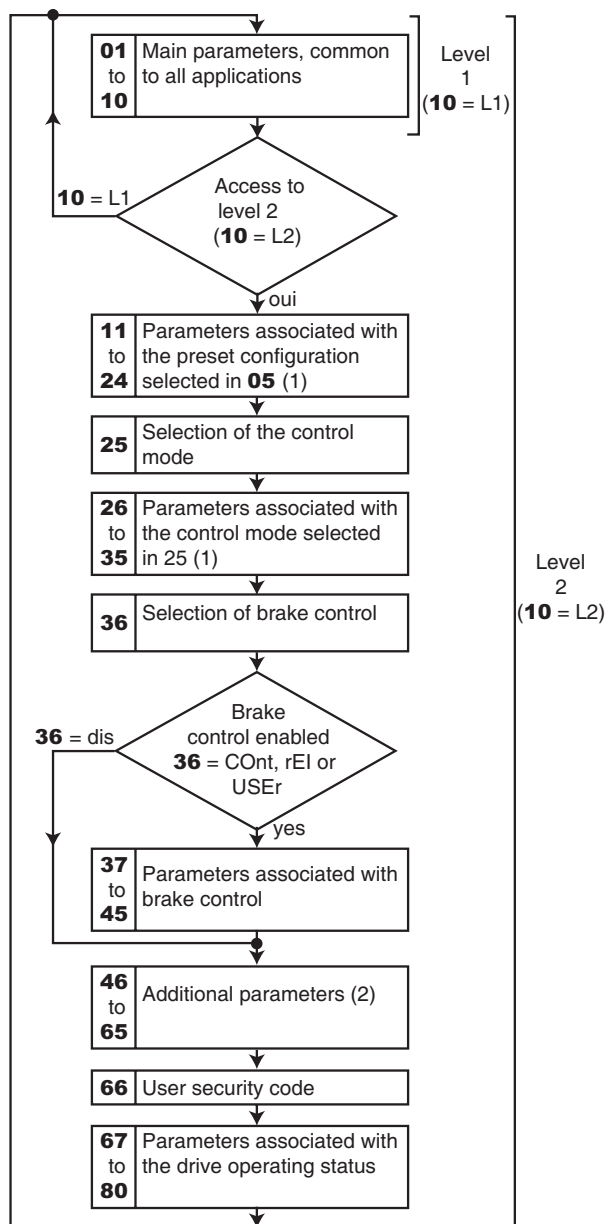 01
to
10
Main parameters, common
to all applications
Level
1
(10 = L1)
10 = L1
Access to
level 2
(10 = L2)
oui
11
to
24
Parameters associated with
the preset configuration
selected in 05 (1)
25
Selection of the control
mode
26
to
35
Parameters associated with
the control mode selected
in 25 (1)
Level
2
(10 = L2)
36
Selection of brake control
36 = dis
Brake
control enabled
36 = COnt, rEI or
USEr
yes
37
to
45
Parameters associated with
brake control
46
to
65
Additional parameters (2)
66
User security code
67
to
80
Parameters associated with
the drive operating status